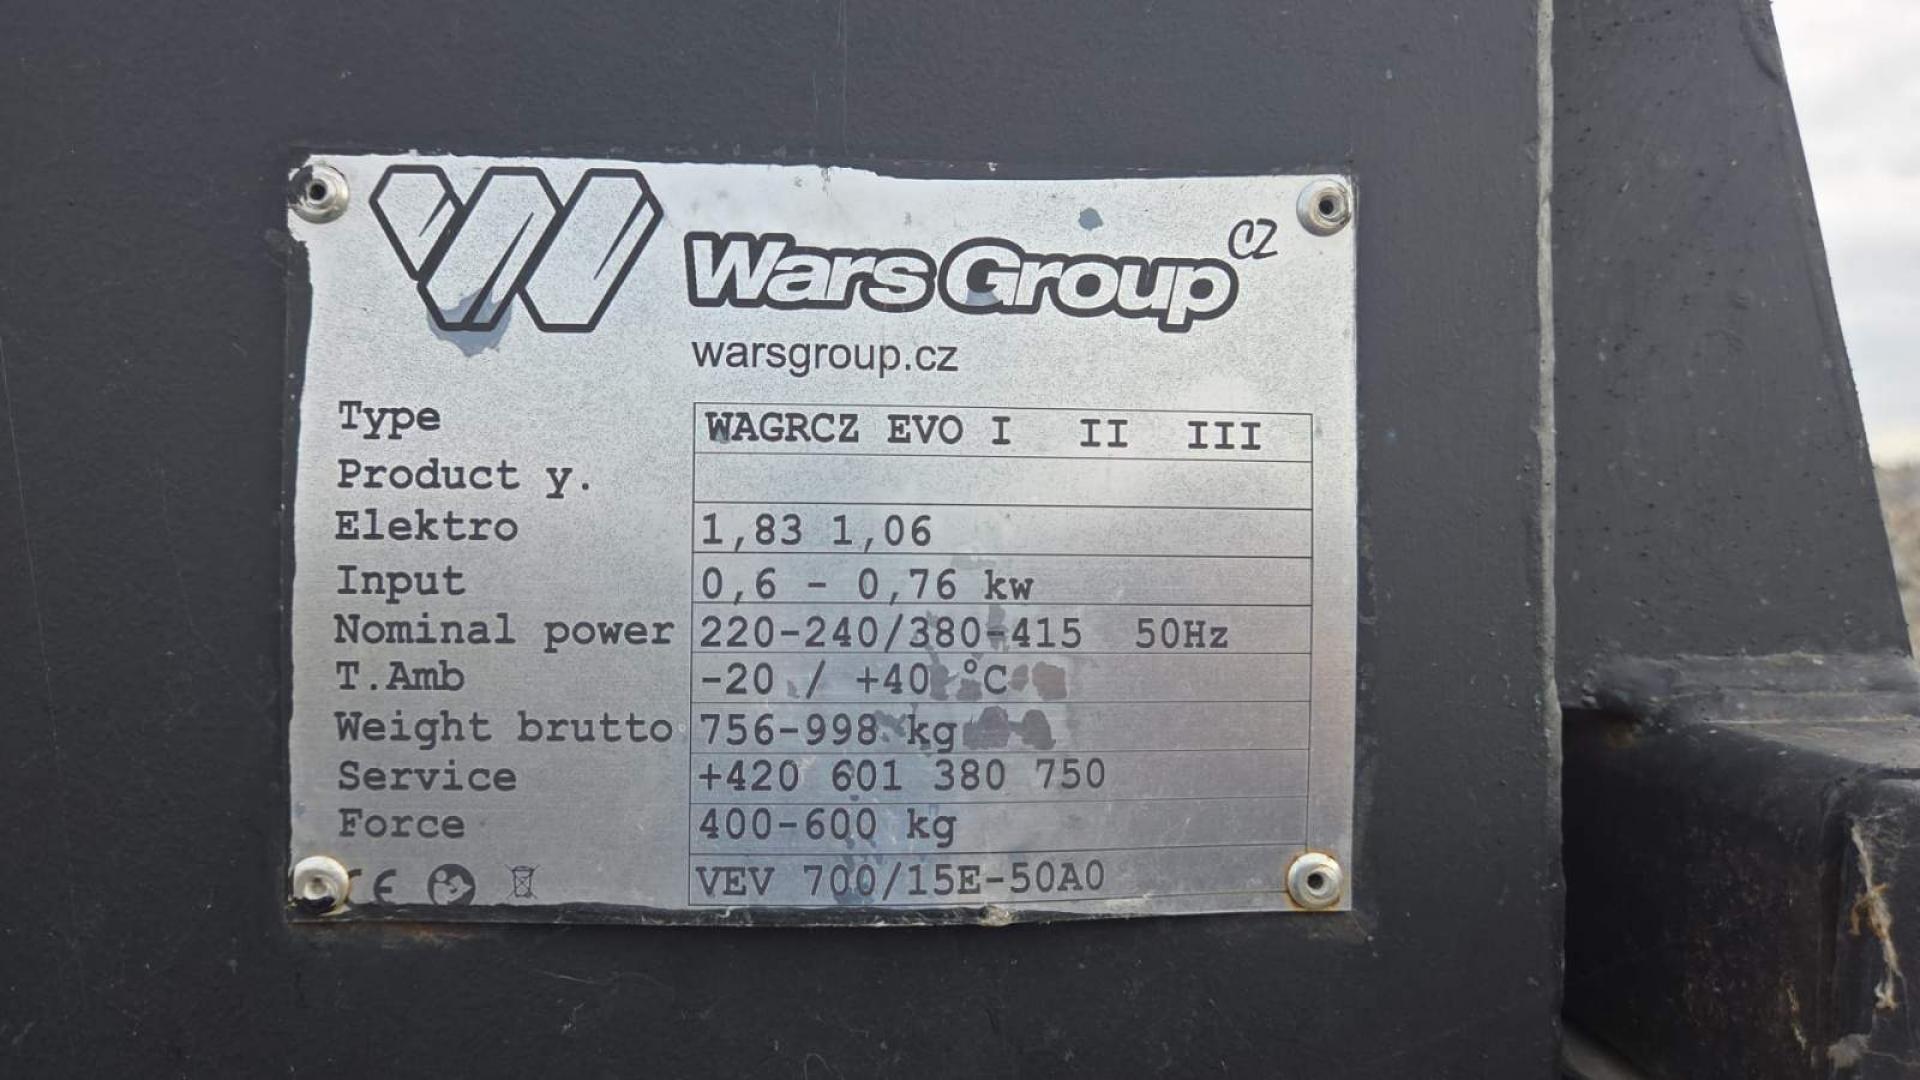 Wars Group CZ
warsgroup.cz
Type WAGRCZ EVO I II III
Product y.
Elektro 1,83 1,06
Input 0,6 - 0,76 kw
Nominal power 220-240/380-415 50Hz
T.Amb -20 / +40 °C
Weight brutto 756-998 kg
Service +420 601 380 750
Force 400-600 kg
CE VEV 700/15E-50A0